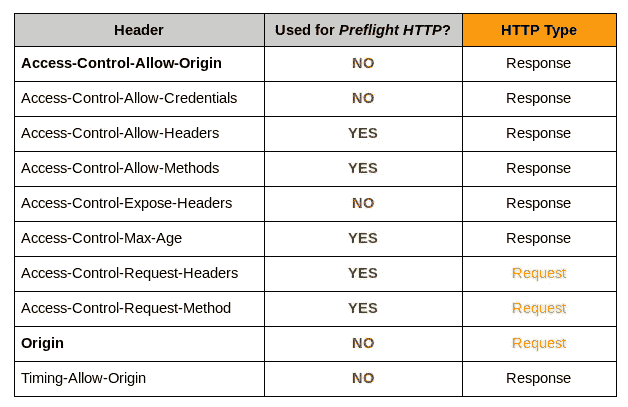 Header Used for Preflight HTTP? HTTP Type
Access-Control-Allow-Origin NO Response
Access-Control-Allow-Credentials NO Response
Access-Control-Allow-Headers YES Response
Access-Control-Allow-Methods YES Response
Access-Control-Expose-Headers NO Response
Access-Control-Max-Age YES Response
Access-Control-Request-Headers YES Request
Access-Control-Request-Method YES Request
Origin NO Request
Timing-Allow-Origin NO Response